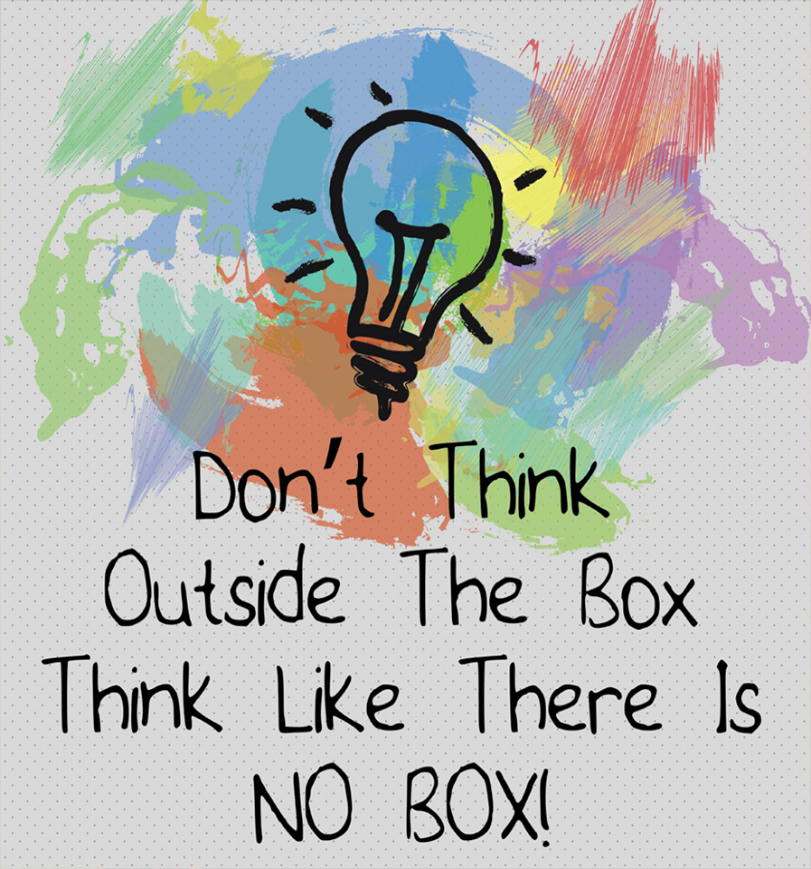 Don't Think
Outside The Box
Think Like There Is
NO BOX!